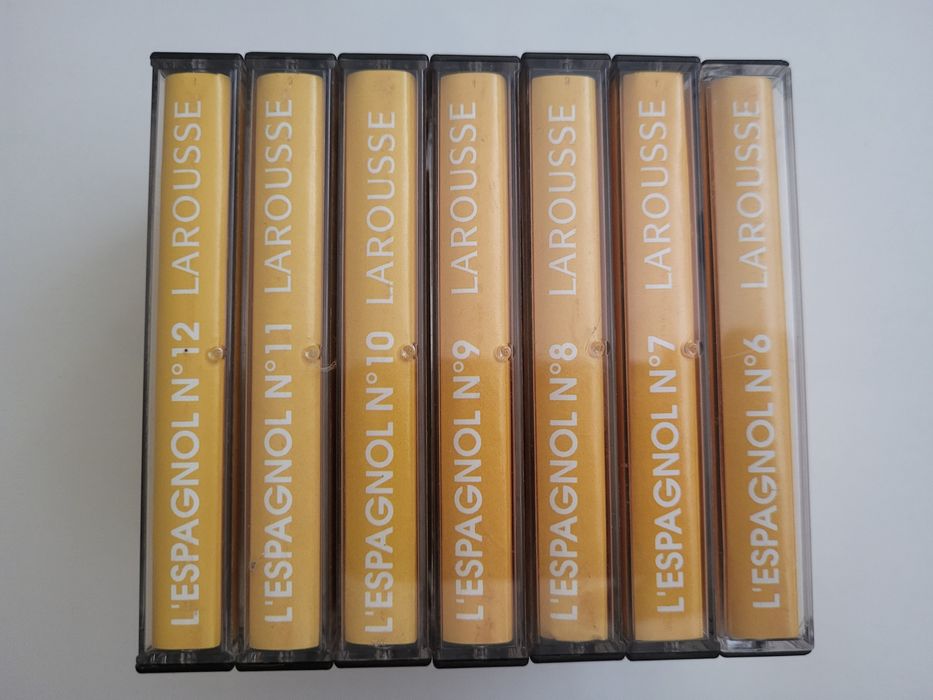 L'ESPAGNOL N°12 LAROUSSE
L'ESPAGNOL N°11 LAROUSSE
L'ESPAGNOL N°10 LAROUSSE
L'ESPAGNOL N°9 LAROUSSE
L'ESPAGNOL N°8 LAROUSSE
L'ESPAGNOL N°7 LAROUSSE
L'ESPAGNOL N°6 LAROUSSE